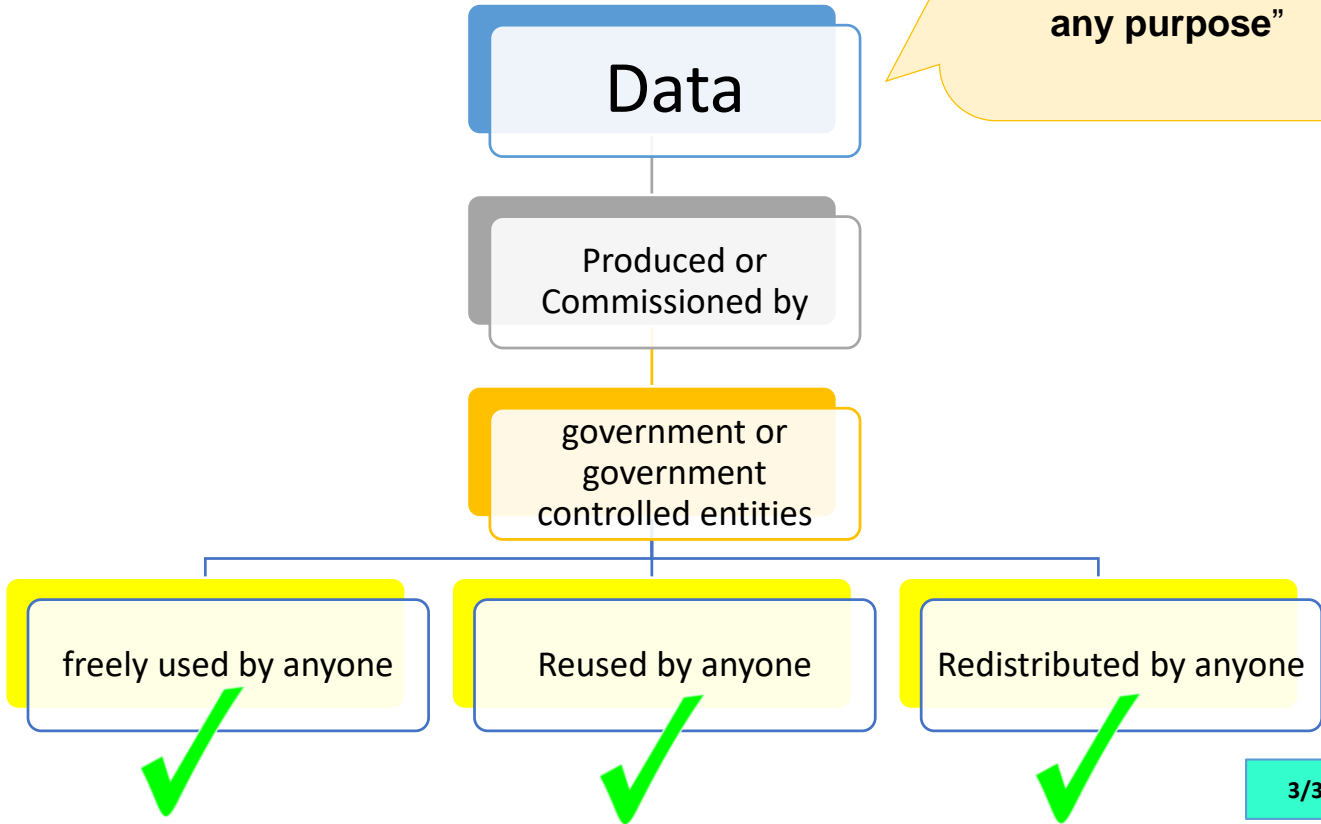 any purpose”
Data
Produced or
Commissioned by
government or
government
controlled entities
freely used by anyone
Reused by anyone
Redistributed by anyone
3/3